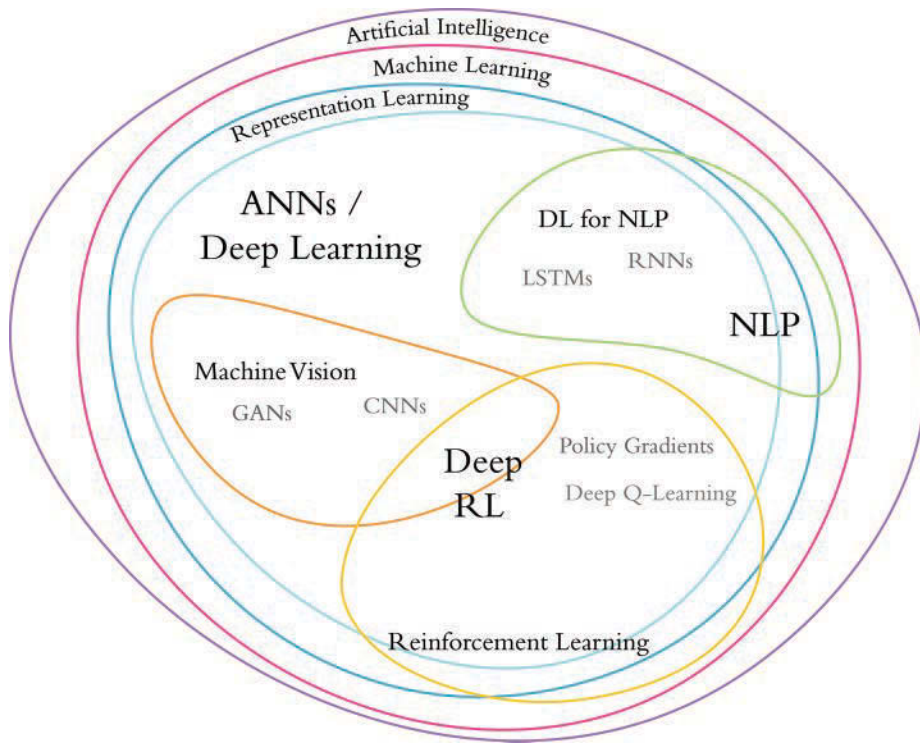 Artificial Intelligence
Machine Learning
Representation Learning
ANNs /
Deep Learning
DL for NLP
RNNs
LSTMs
NLP
Machine Vision
GANs
CNNs
Deep
RL
Policy Gradients
Deep Q-Learning
Reinforcement Learning